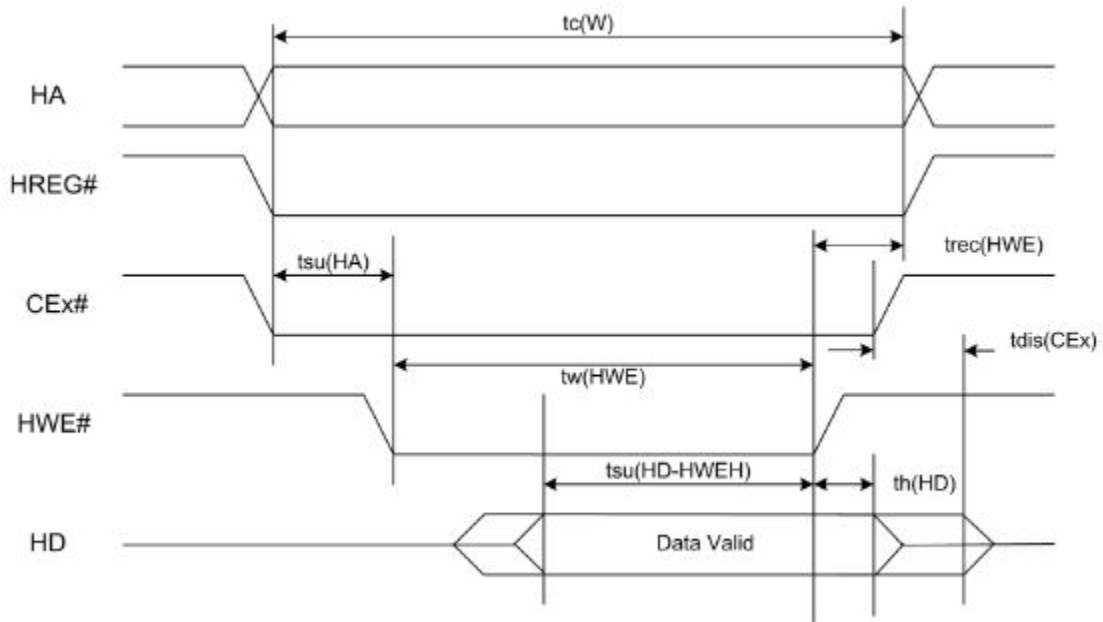 tc(W)
HA
HREG#
trec(HWE)
tsu(HA)
CEx#
tdis(CEx)
tw(HWE)
HWE#
tsu(HD-HWEH)
th(HD)
HD
Data Valid